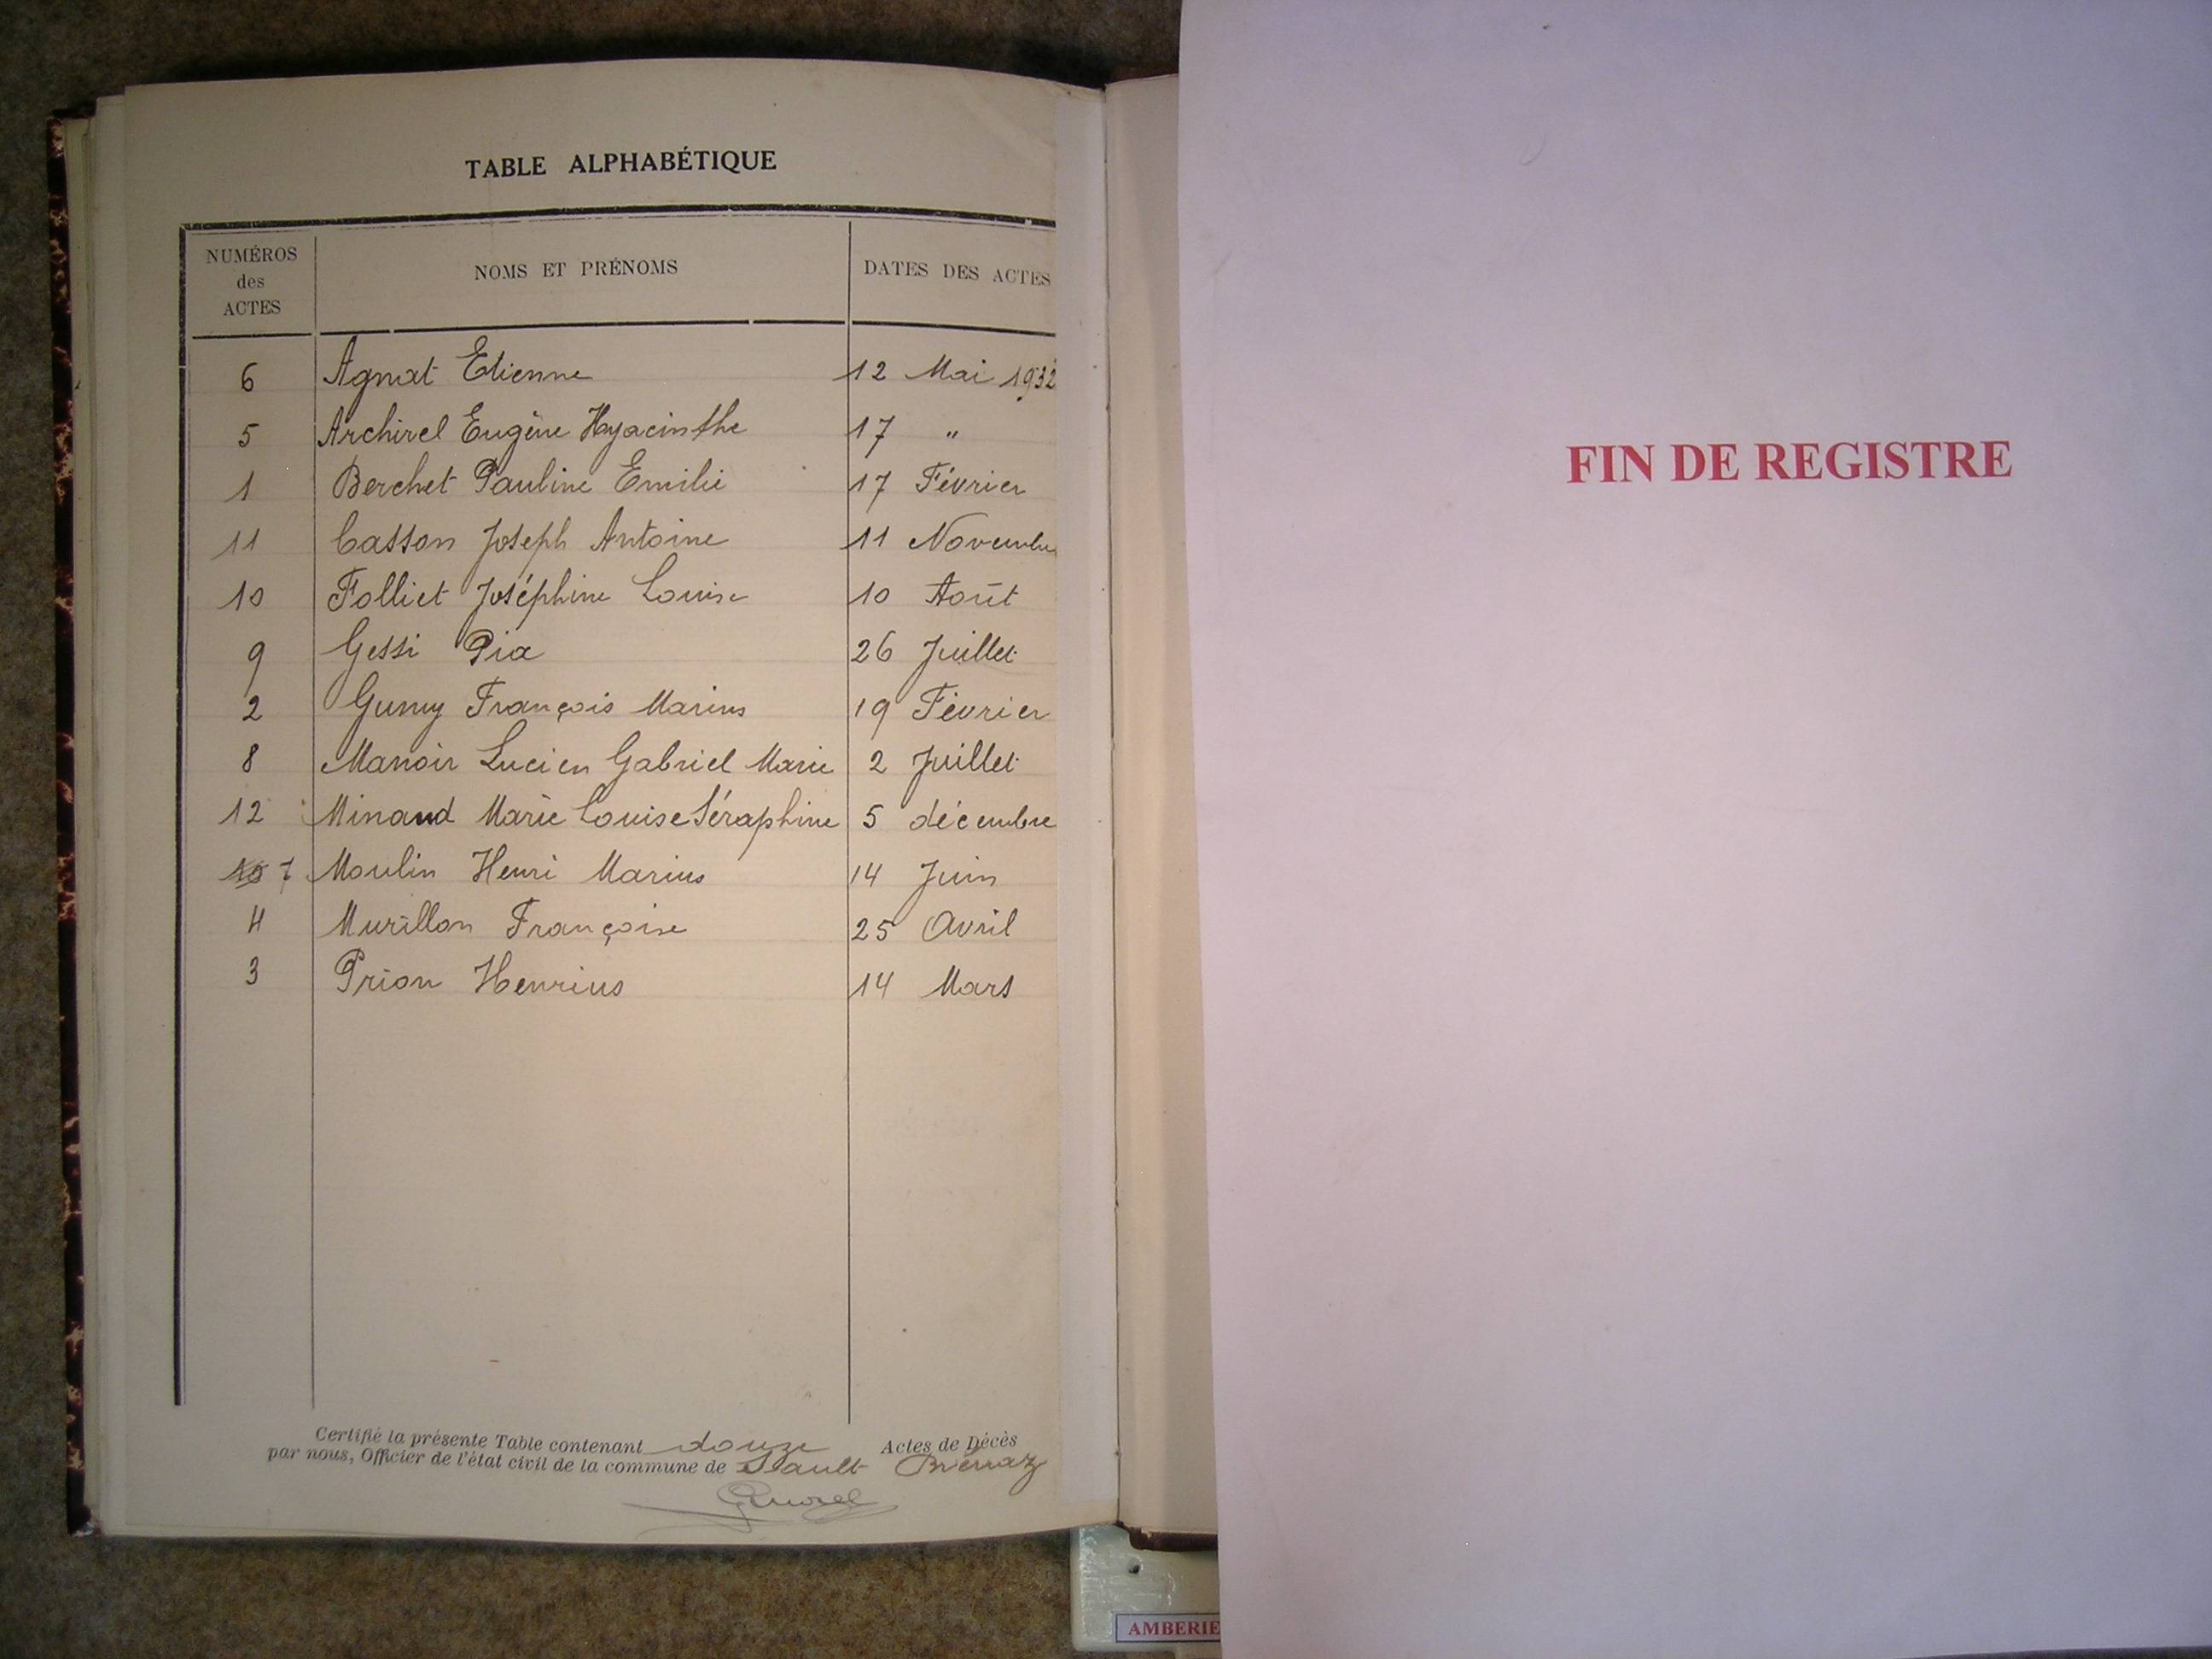 TABLE ALPHABÉTIQUE
NUMÉROS des ACTES NOMS ET PRÉNOMS DATES DES ACTES
6 Agnat Etienne 12 Mai 1932
5 Archirel Eugène Hyacinthe 17 "
1 Berchet Pauline Emilie 17 Février
11 Casson Joseph Antoine 11 Novembre
10 Folliet Joséphine Louise 10 Août
9 Gessi Pia 26 Juillet
2 Gumy François Marius 19 Février
8 Manoir Lucien Gabriel Marie 2 Juillet
12 Minaud Marie Louise Séraphine 5 décembre
10 7 Moulin Henri Marius 14 Juin
4 Murillon Françoise 25 Avril
3 Prion Henrius 14 Mars
Certifié la présente Table contenant douze Actes de Décès
par nous, Officier de l'état civil de la commune de Sault Brénaz
FIN DE REGISTRE
AMBERIE